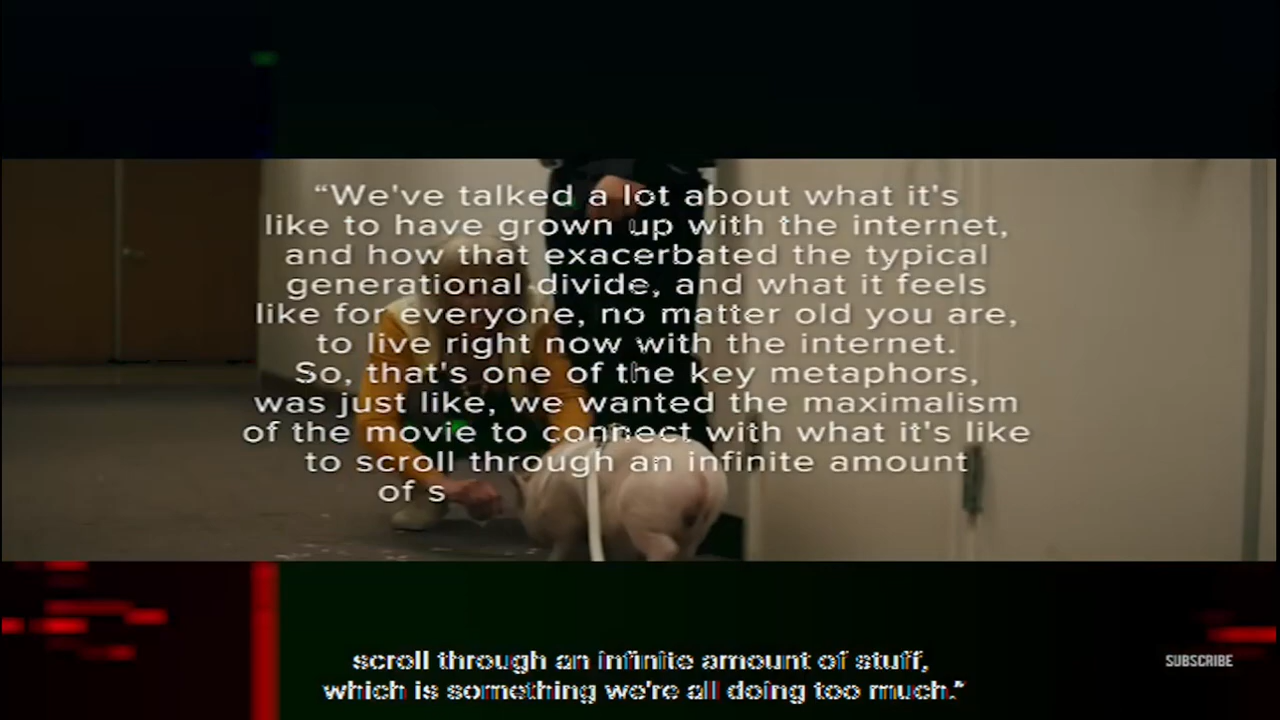 “We've talked a lot about what it's
like to have grown up with the internet,
and how that exacerbated the typical
generational divide, and what it feels
like for everyone, no matter old you are,
to live right now with the internet.
So, that's one of the key metaphors,
was just like, we wanted the maximalism
of the movie to connect with what it's like
to scroll through an infinite amount
of s
scroll through an infinite amount of stuff,
which is something we're all doing too much.”
SUBSCRIBE